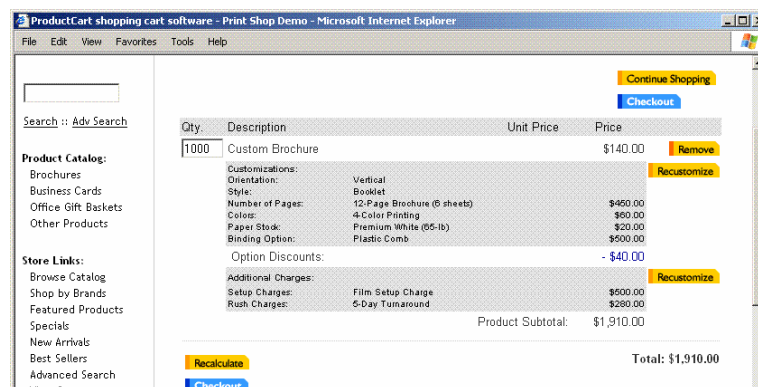 ProductCart shopping cart software - Print Shop Demo - Microsoft Internet Explorer
File Edit View Favorites Tools Help
Continue Shopping
Checkout
Search :: Adv Search
Product Catalog:
Brochures
Business Cards
Office Gift Baskets
Other Products
Store Links:
Browse Catalog
Shop by Brands
Featured Products
Specials
New Arrivals
Best Sellers
Advanced Search
Qty. Description Unit Price Price
1000 Custom Brochure $140.00 Remove
Customizations: Recustomize
Orientation: Vertical
Style: Booklet
Number of Pages: 12-Page Brochure (6 sheets) $450.00
Colors: 4-Color Printing $60.00
Paper Stock: Premium White (65-lb) $20.00
Binding Option: Plastic Comb $500.00
Option Discounts: - $40.00
Additional Charges: Recustomize
Setup Charges: Film Setup Charge $500.00
Rush Charges: 5-Day Turnaround $280.00
Product Subtotal: $1,910.00
Total: $1,910.00
Recalculate
Checkout